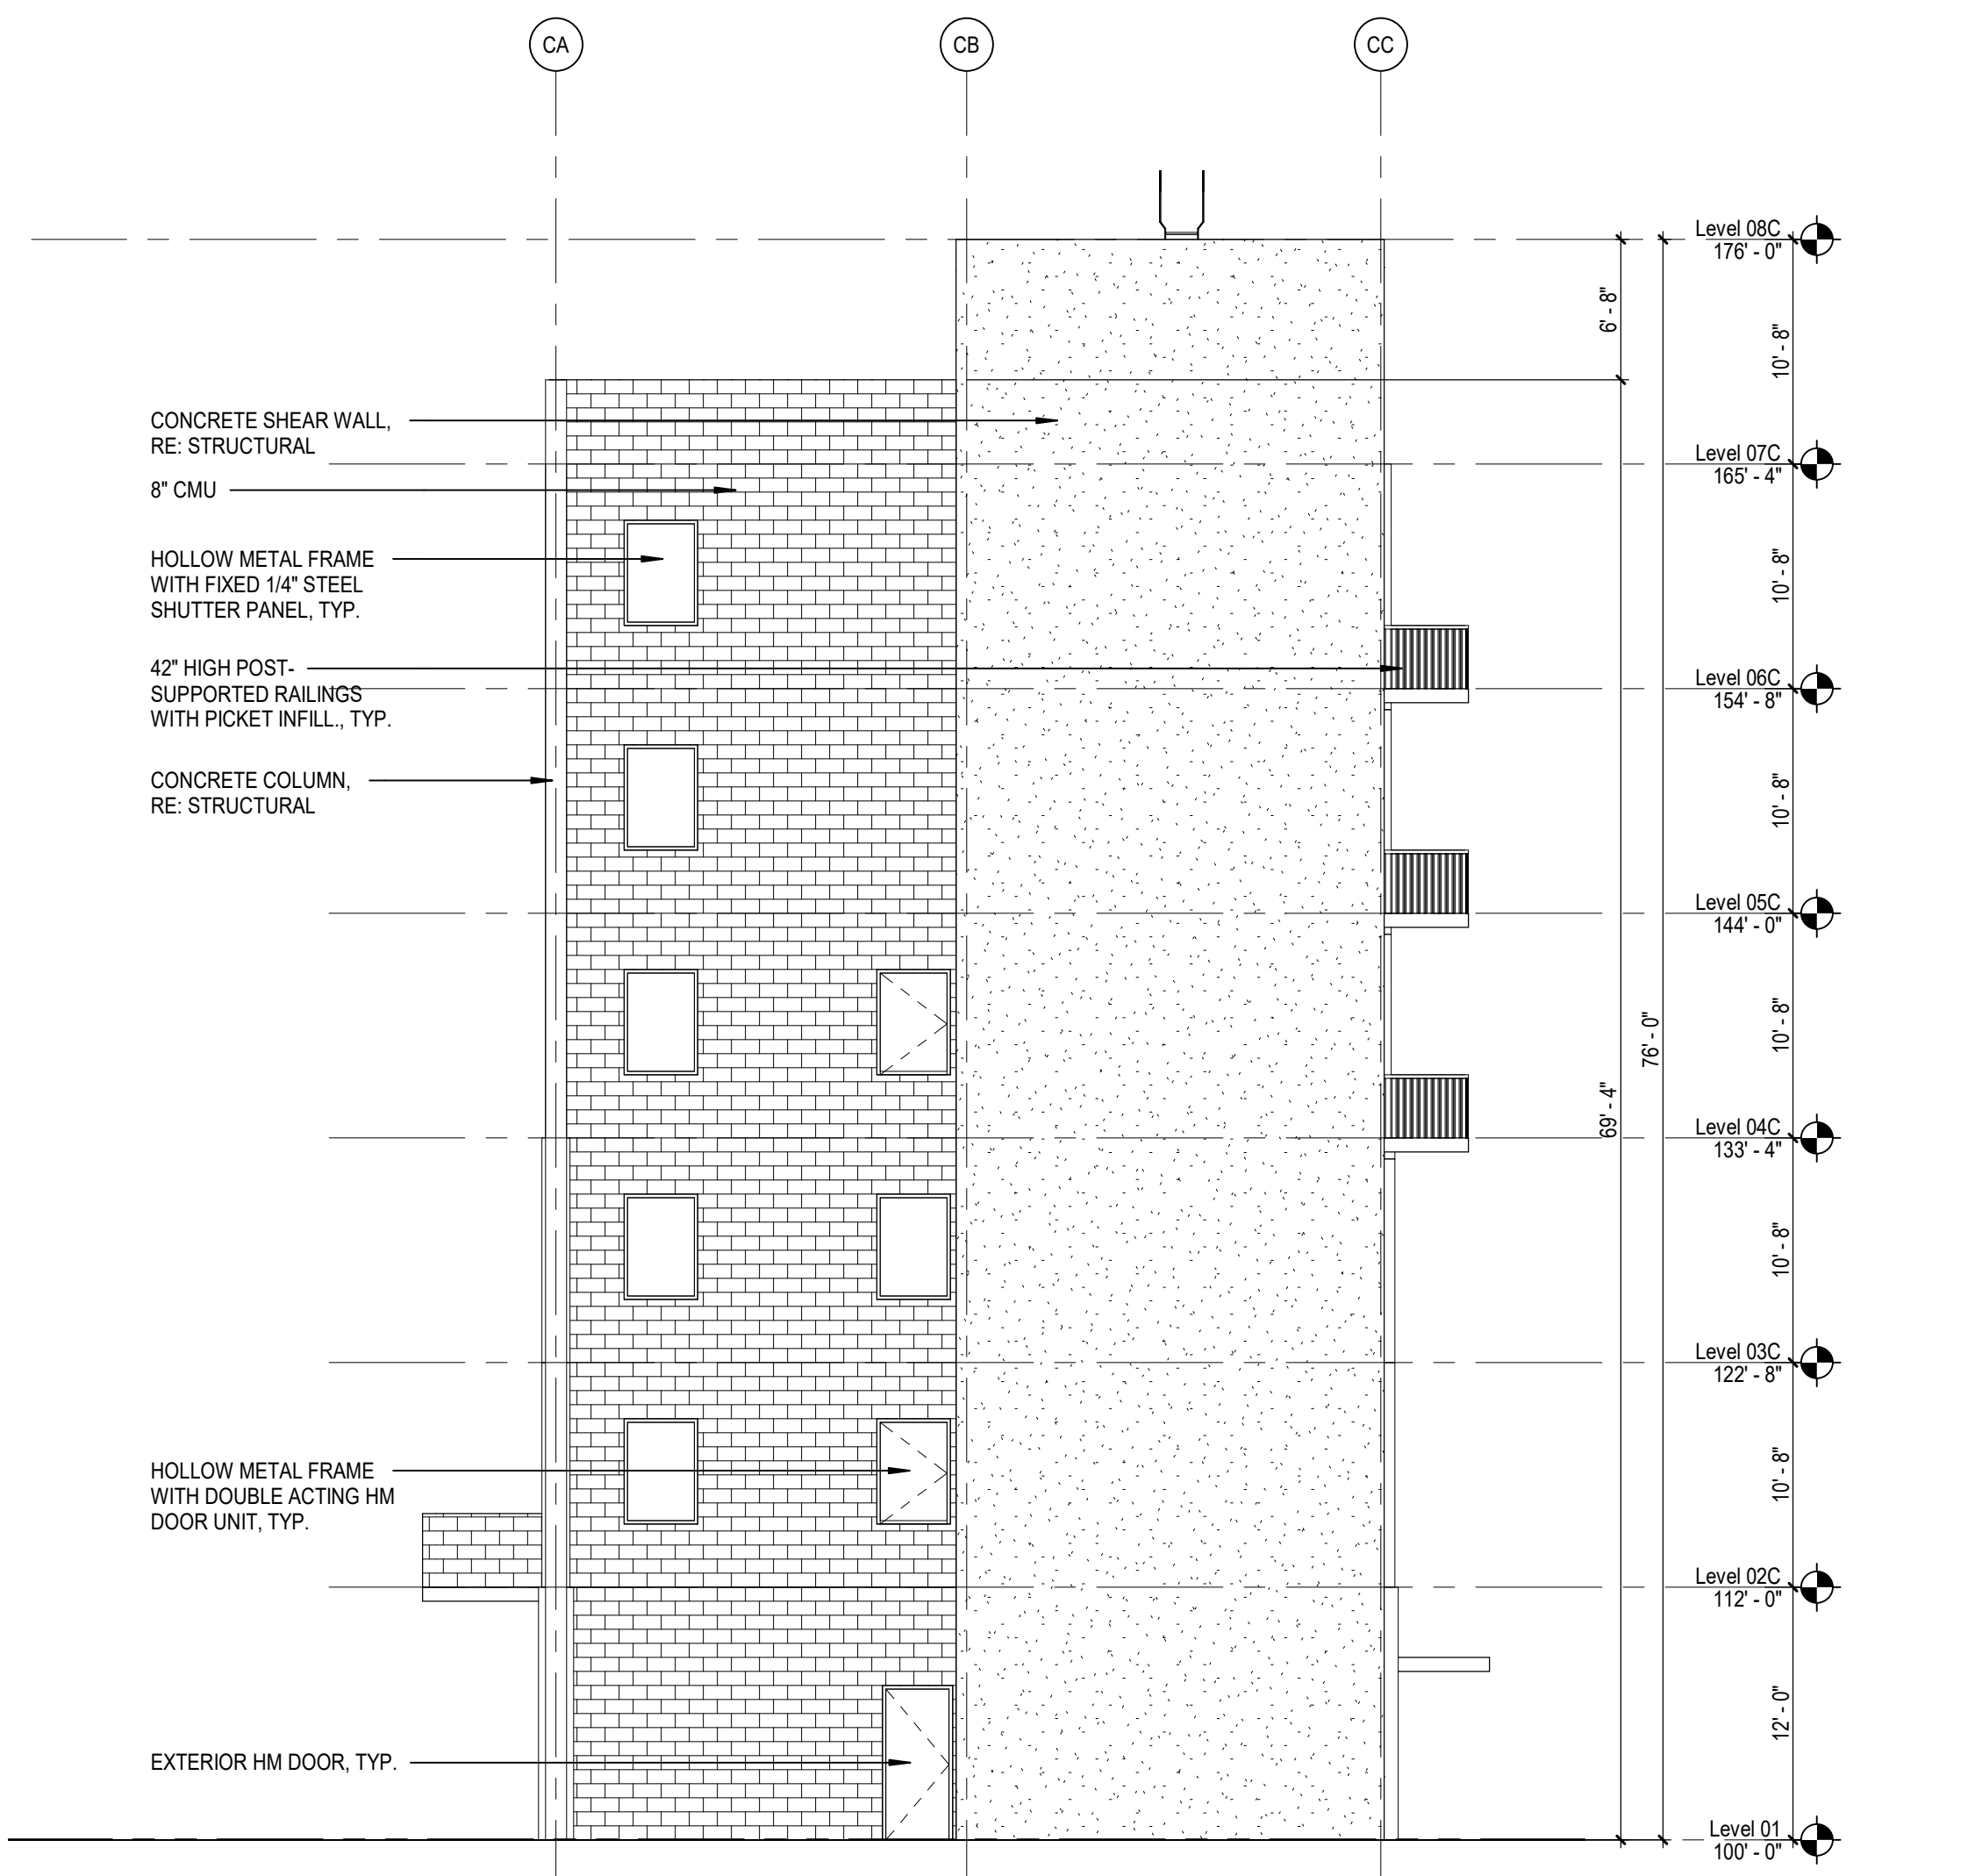 CA
CB
CC
Level 08C
176' - 0"
6' - 8"
10' - 8"
CONCRETE SHEAR WALL,
RE: STRUCTURAL
Level 07C
165' - 4"
8" CMU
HOLLOW METAL FRAME
WITH FIXED 1/4" STEEL
SHUTTER PANEL, TYP.
10' - 8"
42" HIGH POST-
SUPPORTED RAILINGS
WITH PICKET INFILL., TYP.
Level 06C
154' - 8"
CONCRETE COLUMN,
RE: STRUCTURAL
10' - 8"
Level 05C
144' - 0"
10' - 8"
76' - 0"
69' - 4"
Level 04C
133' - 4"
10' - 8"
Level 03C
122' - 8"
HOLLOW METAL FRAME
WITH DOUBLE ACTING HM
DOOR UNIT, TYP.
10' - 8"
Level 02C
112' - 0"
12' - 0"
EXTERIOR HM DOOR, TYP.
Level 01
100' - 0"